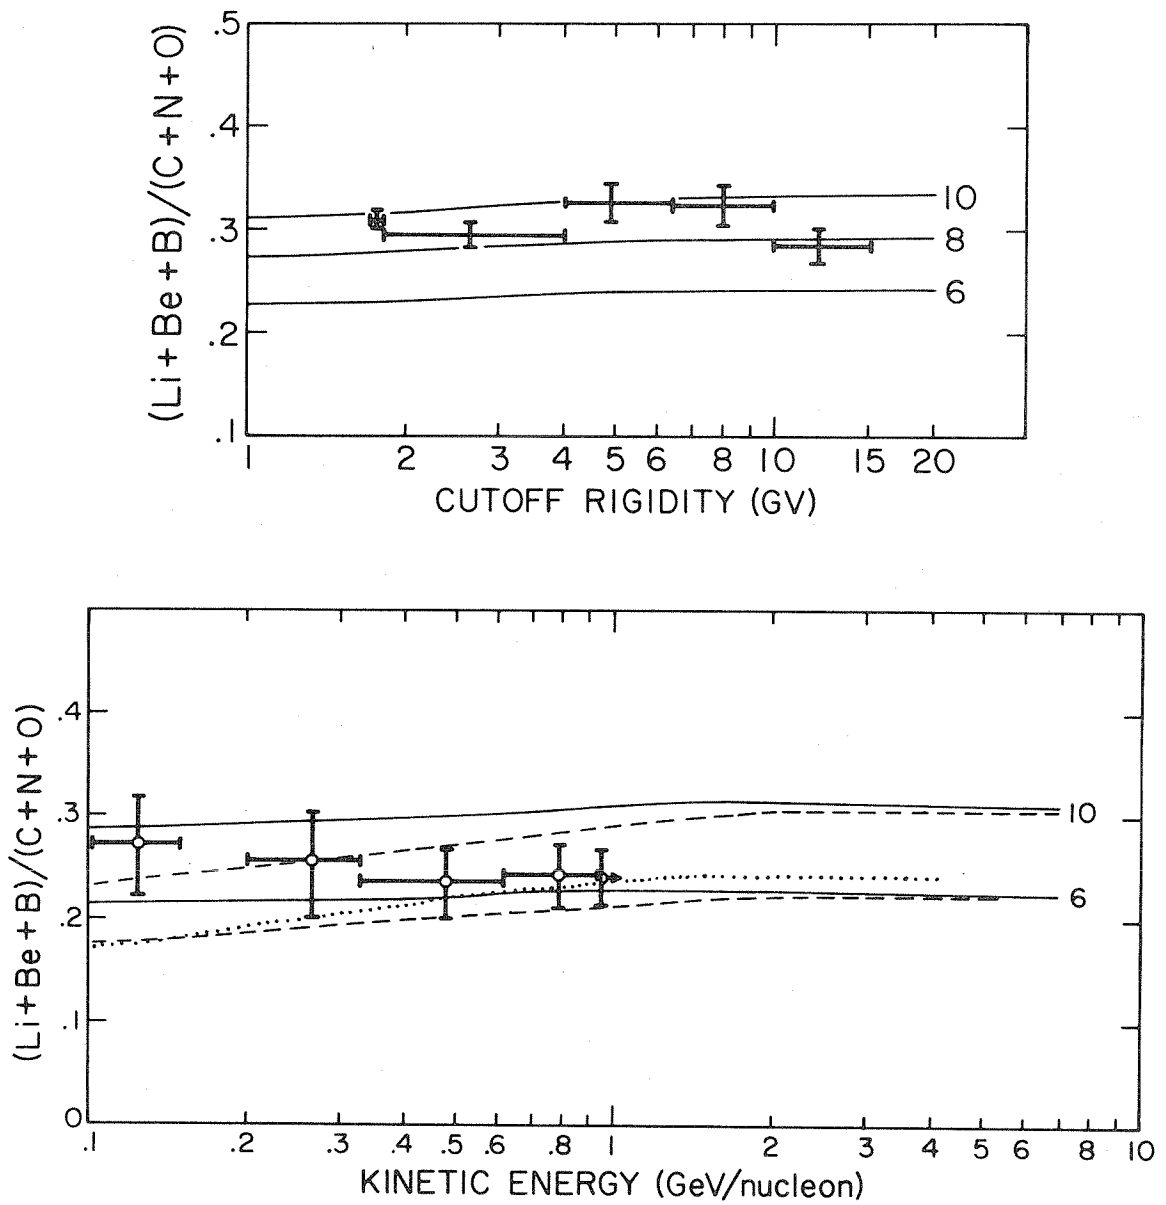 (Li+Be+B)/(C+N+O)
.5
.4
.3
.2
.1
10
8
6
1 2 3 4 5 6 8 10 15 20
CUTOFF RIGIDITY (GV)
(Li+Be+B)/(C+N+O)
.4
.3
.2
.1
0
10
6
.1 .2 .3 .4 .5 .6 .8 1 2 3 4 5 6 8 10
KINETIC ENERGY (GeV/nucleon)